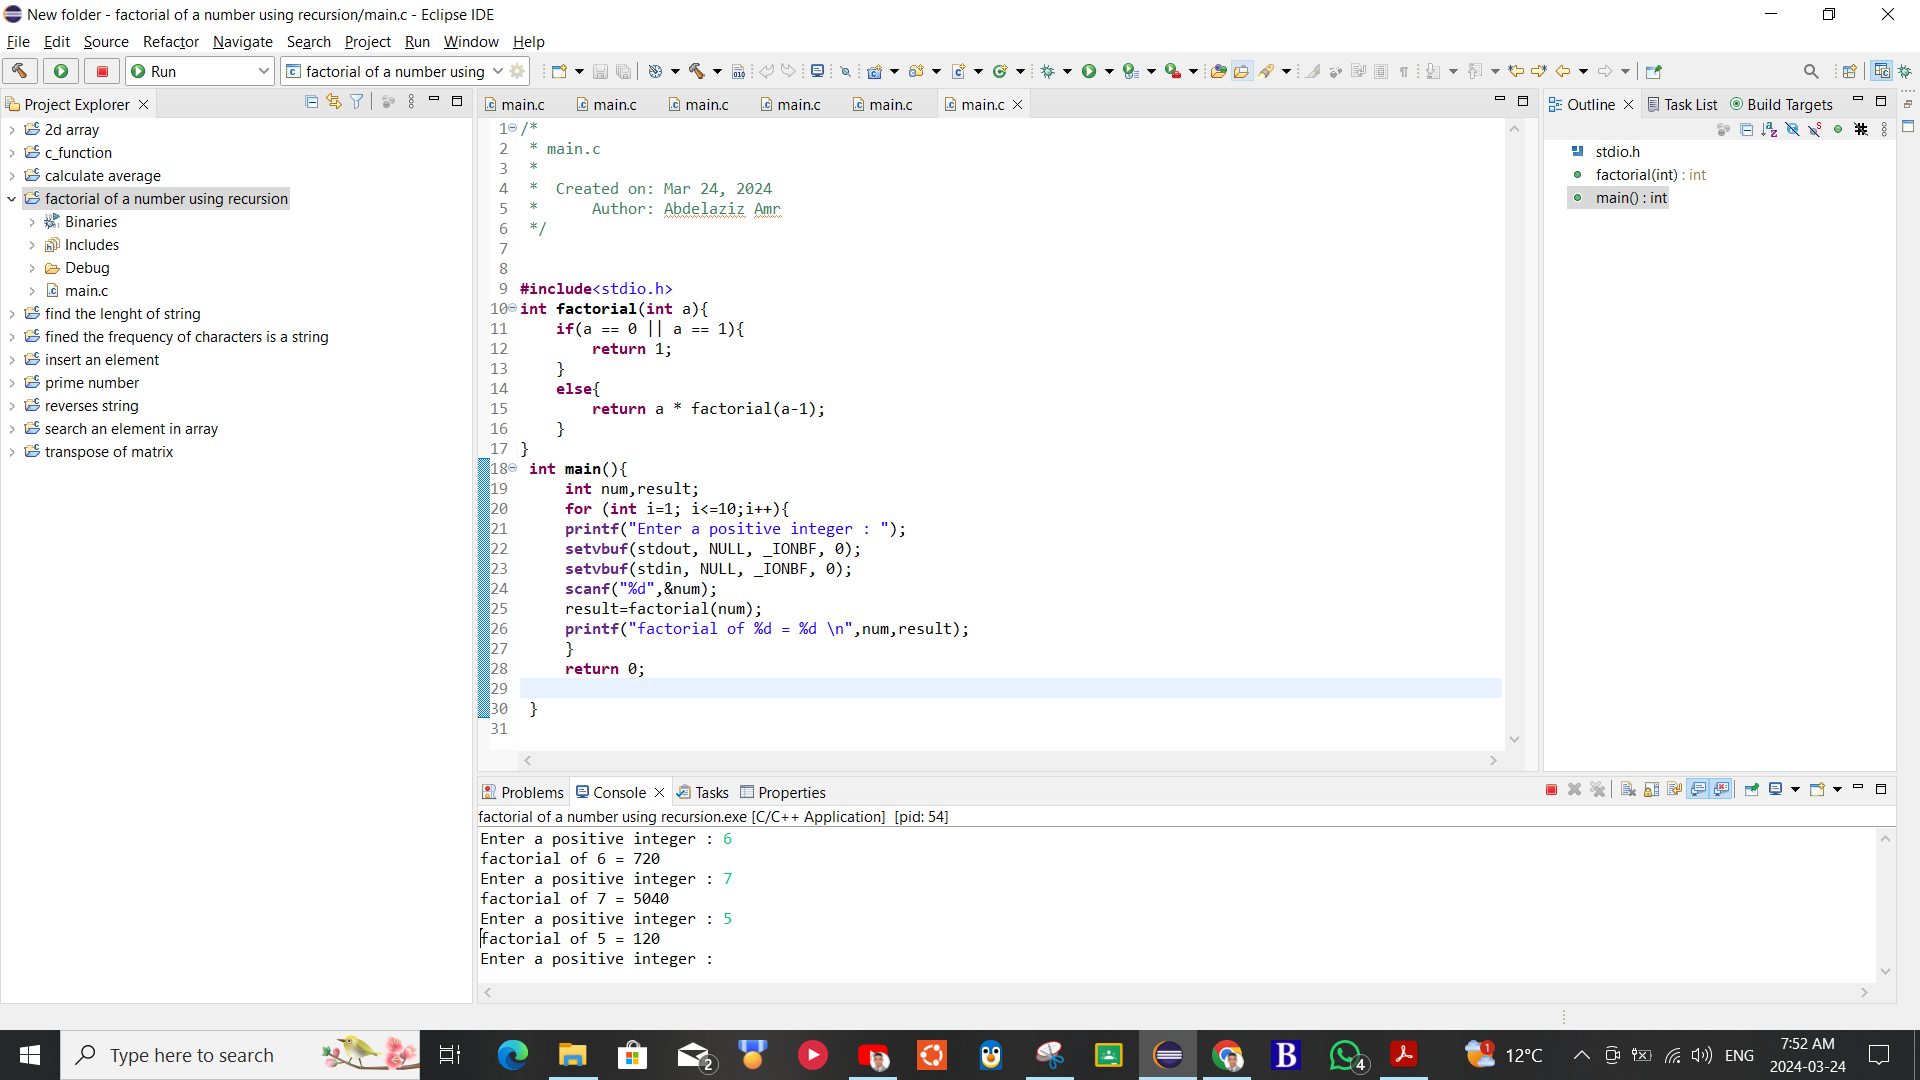 New folder - factorial of a number using recursion/main.c - Eclipse IDE
File Edit Source Refactor Navigate Search Project Run Window Help
Run factorial of a number using
Project Explorer
2d array
c_function
calculate average
factorial of a number using recursion
Binaries
Includes
Debug
main.c
find the lenght of string
fined the frequency of characters is a string
insert an element
prime number
reverses string
search an element in array
transpose of matrix
main.c main.c main.c main.c main.c main.c
1 /*
2 * main.c
3 *
4 * Created on: Mar 24, 2024
5 * Author: Abdelaziz Amr
6 */
7
8
9 #include<stdio.h>
10 int factorial(int a){
11 if(a == 0 || a == 1){
12 return 1;
13 }
14 else{
15 return a * factorial(a-1);
16 }
17 }
18 int main(){
19 int num,result;
20 for (int i=1; i<=10;i++){
21 printf("Enter a positive integer : ");
22 setvbuf(stdout, NULL, _IONBF, 0);
23 setvbuf(stdin, NULL, _IONBF, 0);
24 scanf("%d",&num);
25 result=factorial(num);
26 printf("factorial of %d = %d \n",num,result);
27 }
28 return 0;
29
30 }
31
Outline Task List Build Targets
stdio.h
factorial(int) : int
main() : int
Problems Console Tasks Properties
factorial of a number using recursion.exe [C/C++ Application] [pid: 54]
Enter a positive integer : 6
factorial of 6 = 720
Enter a positive integer : 7
factorial of 7 = 5040
Enter a positive integer : 5
factorial of 5 = 120
Enter a positive integer :
Type here to search
2
B
4
1
12°C
ENG
7:52 AM
2024-03-24